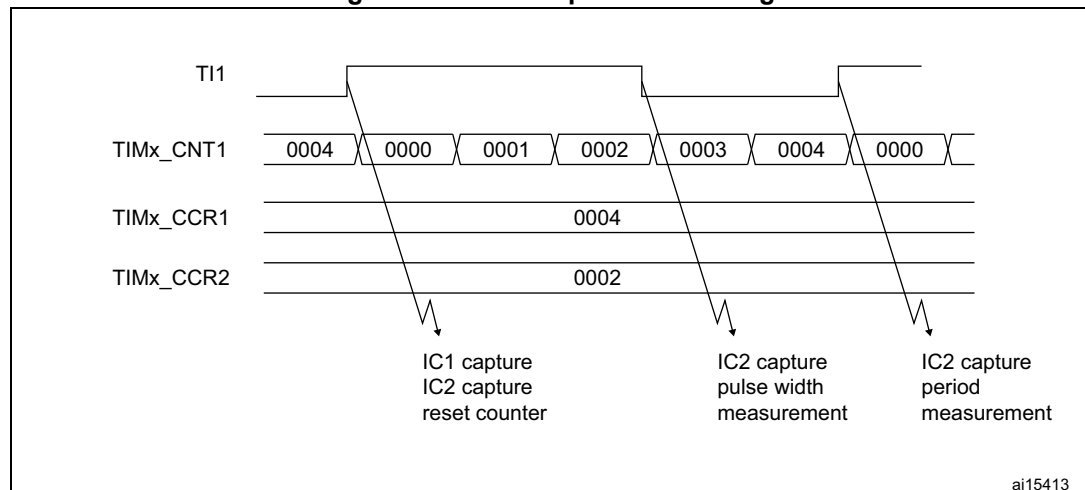 TI1
TIMx_CNT1 0004 0000 0001 0002 0003 0004 0000
TIMx_CCR1 0004
TIMx_CCR2 0002
IC1 capture
IC2 capture
reset counter
IC2 capture
pulse width
measurement
IC2 capture
period
measurement
ai15413